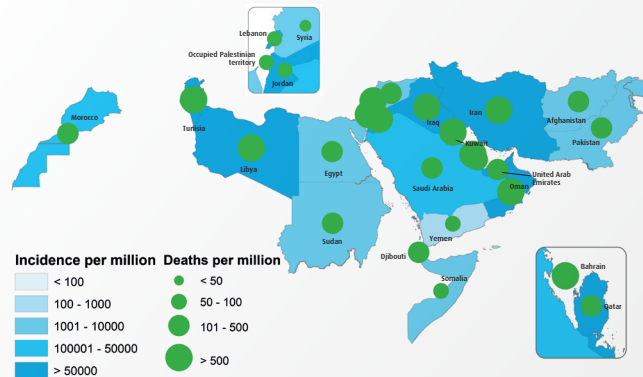 Lebanon
Syria
Occupied Palestinian
territory
Jordan
Morocco
Tunisia
Libya
Egypt
Sudan
Iraq
Iran
Kuwait
Afghanistan
Pakistan
Saudi Arabia
United Arab
Emirates
Oman
Yemen
Djibouti
Somalia
Bahrain
Qatar
Incidence per million
< 100
100 - 1000
1001 - 10000
100001 - 50000
> 50000
Deaths per million
< 50
50 - 100
101 - 500
> 500